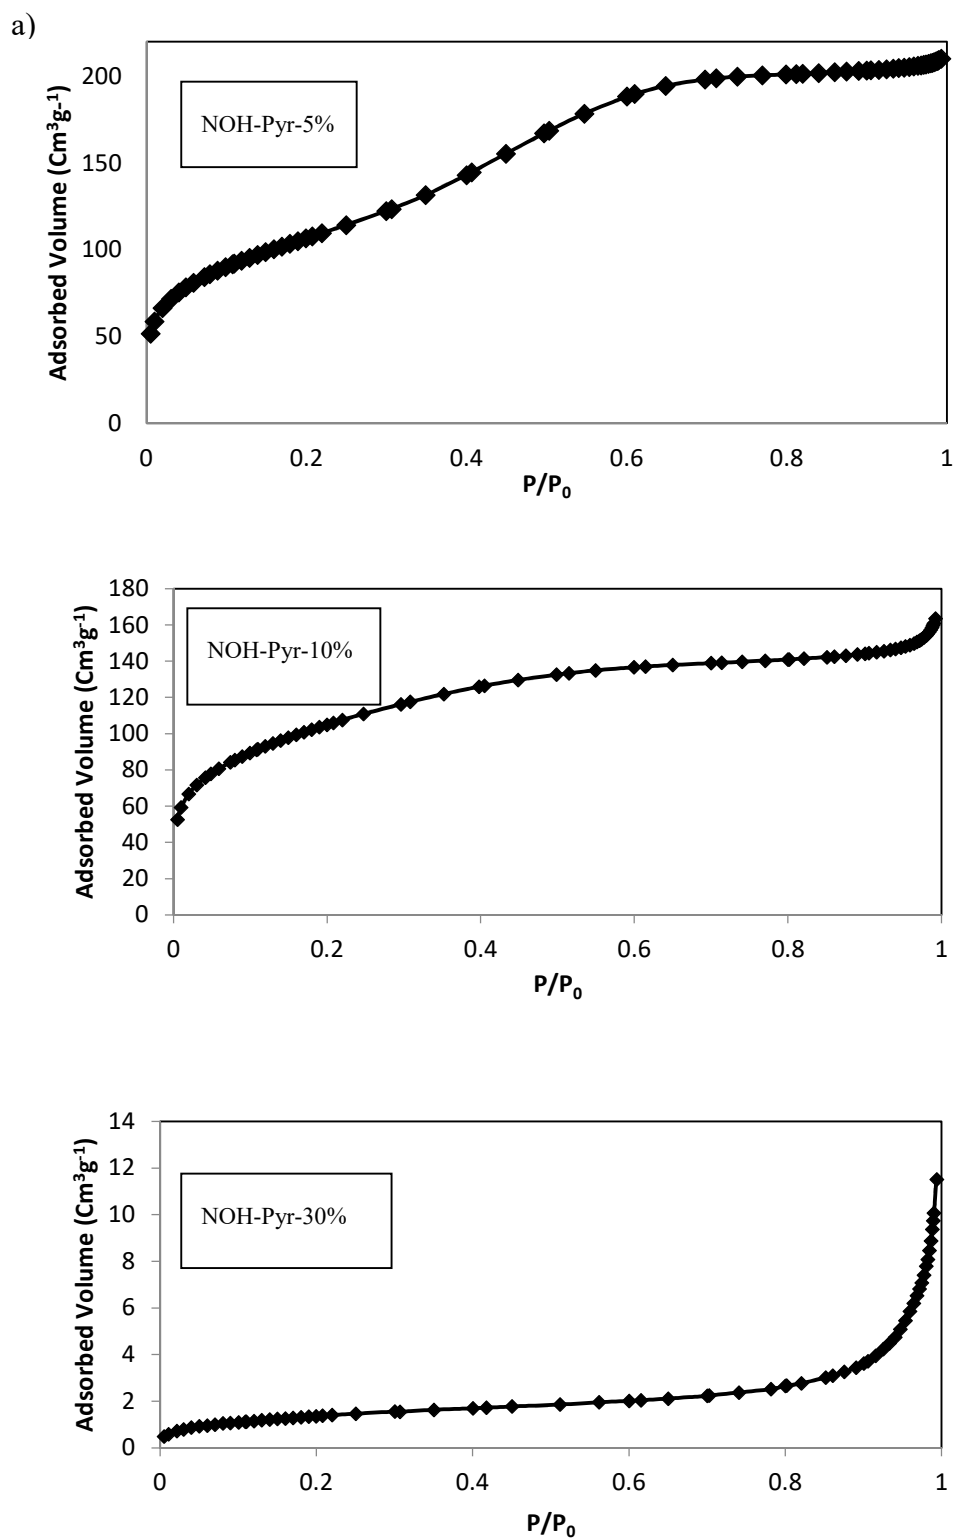 a)
Adsorbed Volume (Cm³g-¹)
200
150
100
50
0
NOH-Pyr-5%
0 0.2 0.4 0.6 0.8 1
P/P₀
Adsorbed Volume (Cm³g⁻¹)
180
160
140
120
100
80
60
40
20
0
NOH-Pyr-10%
0 0.2 0.4 0.6 0.8 1
P/P₀
Adsorbed Volume (Cm³g⁻¹)
14
12
10
8
6
4
2
0
NOH-Pyr-30%
0 0.2 0.4 0.6 0.8 1
P/P₀